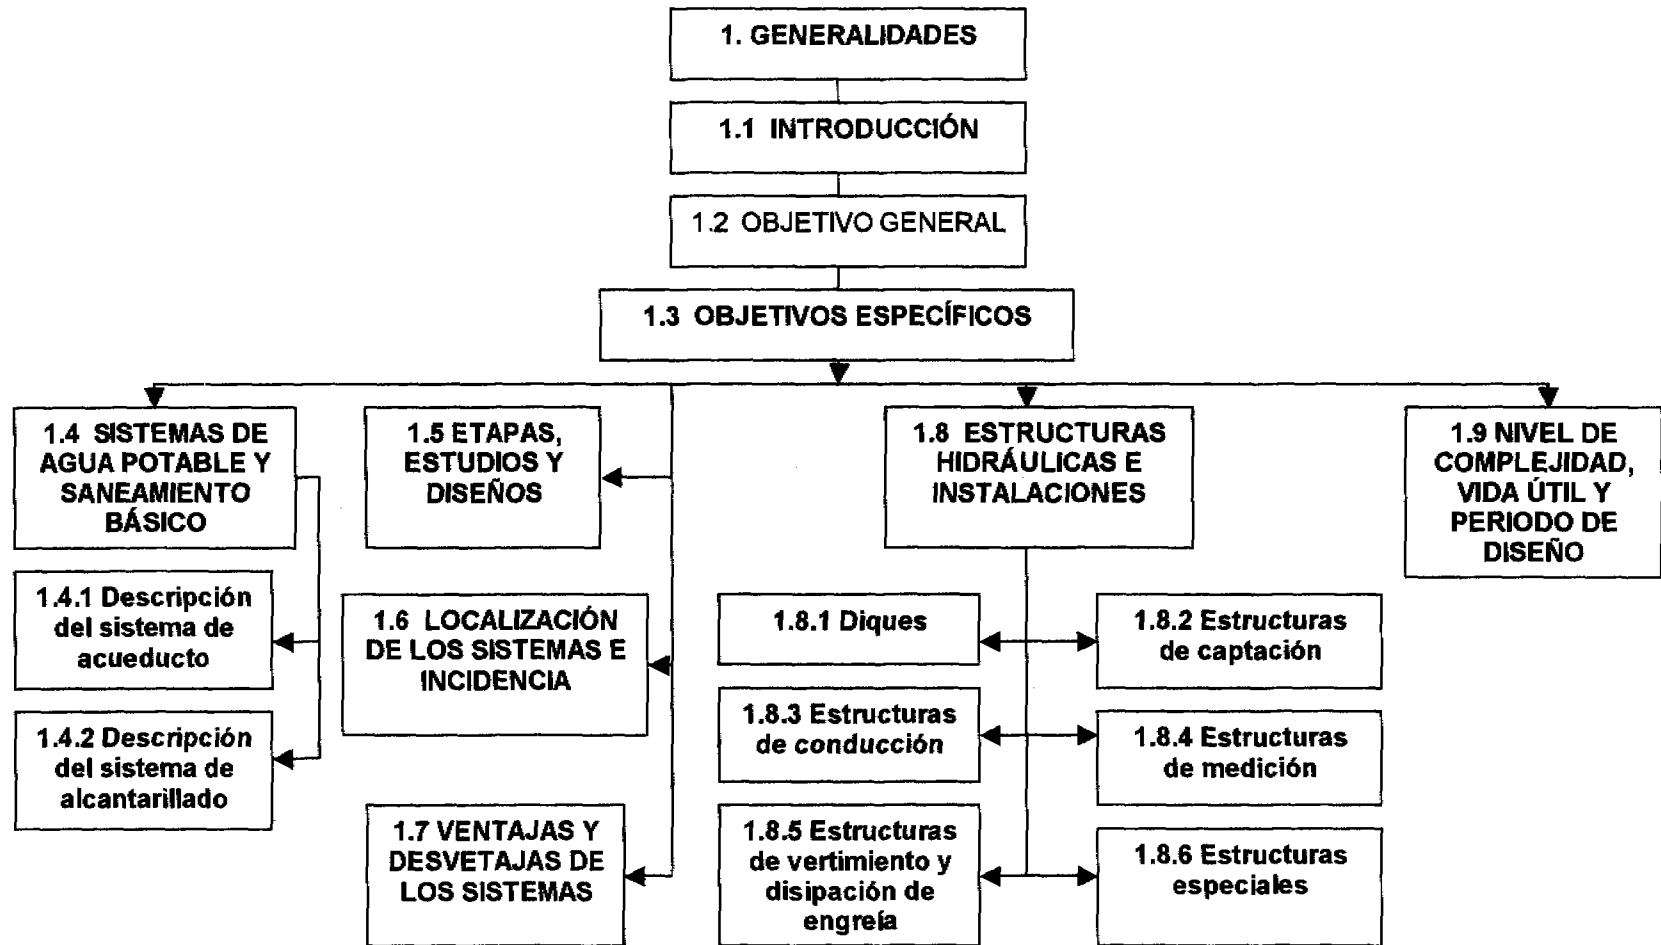 1. GENERALIDADES
1.1 INTRODUCCIÓN
1.2 OBJETIVO GENERAL
1.3 OBJETIVOS ESPECÍFICOS
1.4 SISTEMAS DE
AGUA POTABLE Y
SANEAMIENTO
BÁSICO
1.4.1 Descripción
del sistema de
acueducto
1.4.2 Descripción
del sistema de
alcantarillado
1.5 ETAPAS,
ESTUDIOS Y
DISEÑOS
1.6 LOCALIZACIÓN
DE LOS SISTEMAS E
INCIDENCIA
1.7 VENTAJAS Y
DESVETAJAS DE
LOS SISTEMAS
1.8 ESTRUCTURAS
HIDRÁULICAS E
INSTALACIONES
1.8.1 Diques
1.8.2 Estructuras
de captación
1.8.3 Estructuras
de conducción
1.8.4 Estructuras
de medición
1.8.5 Estructuras
de vertimiento y
disipación de
engreía
1.8.6 Estructuras
especiales
1.9 NIVEL DE
COMPLEJIDAD,
VIDA ÚTIL Y
PERIODO DE
DISEÑO